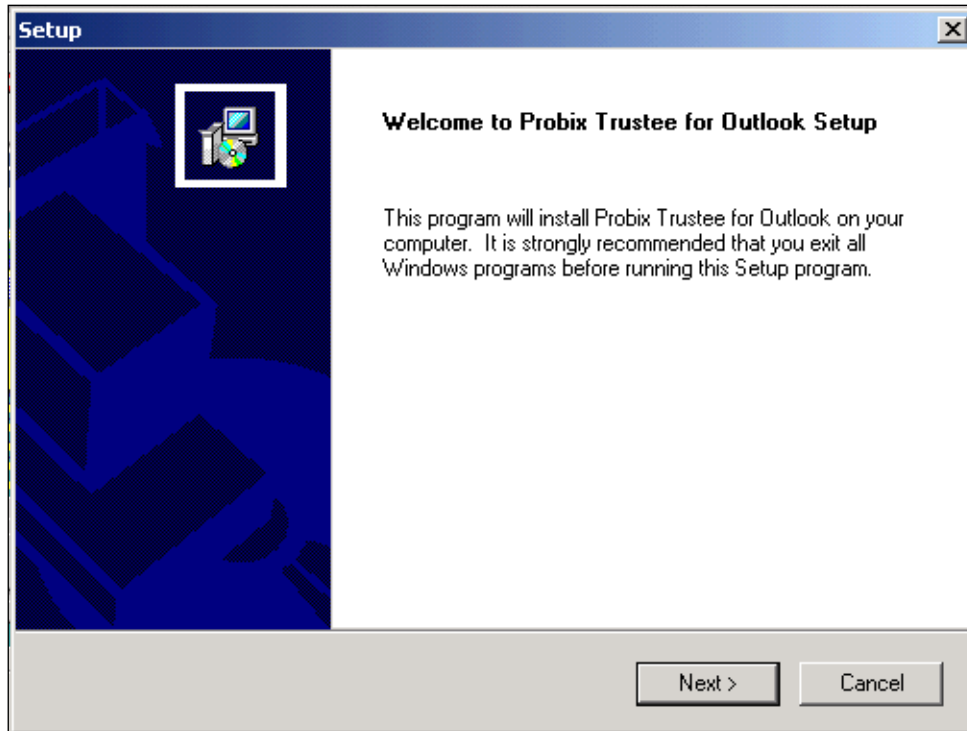 Setup
Welcome to Probix Trustee for Outlook Setup
This program will install Probix Trustee for Outlook on your
computer.  It is strongly recommended that you exit all
Windows programs before running this Setup program.
Next >
Cancel